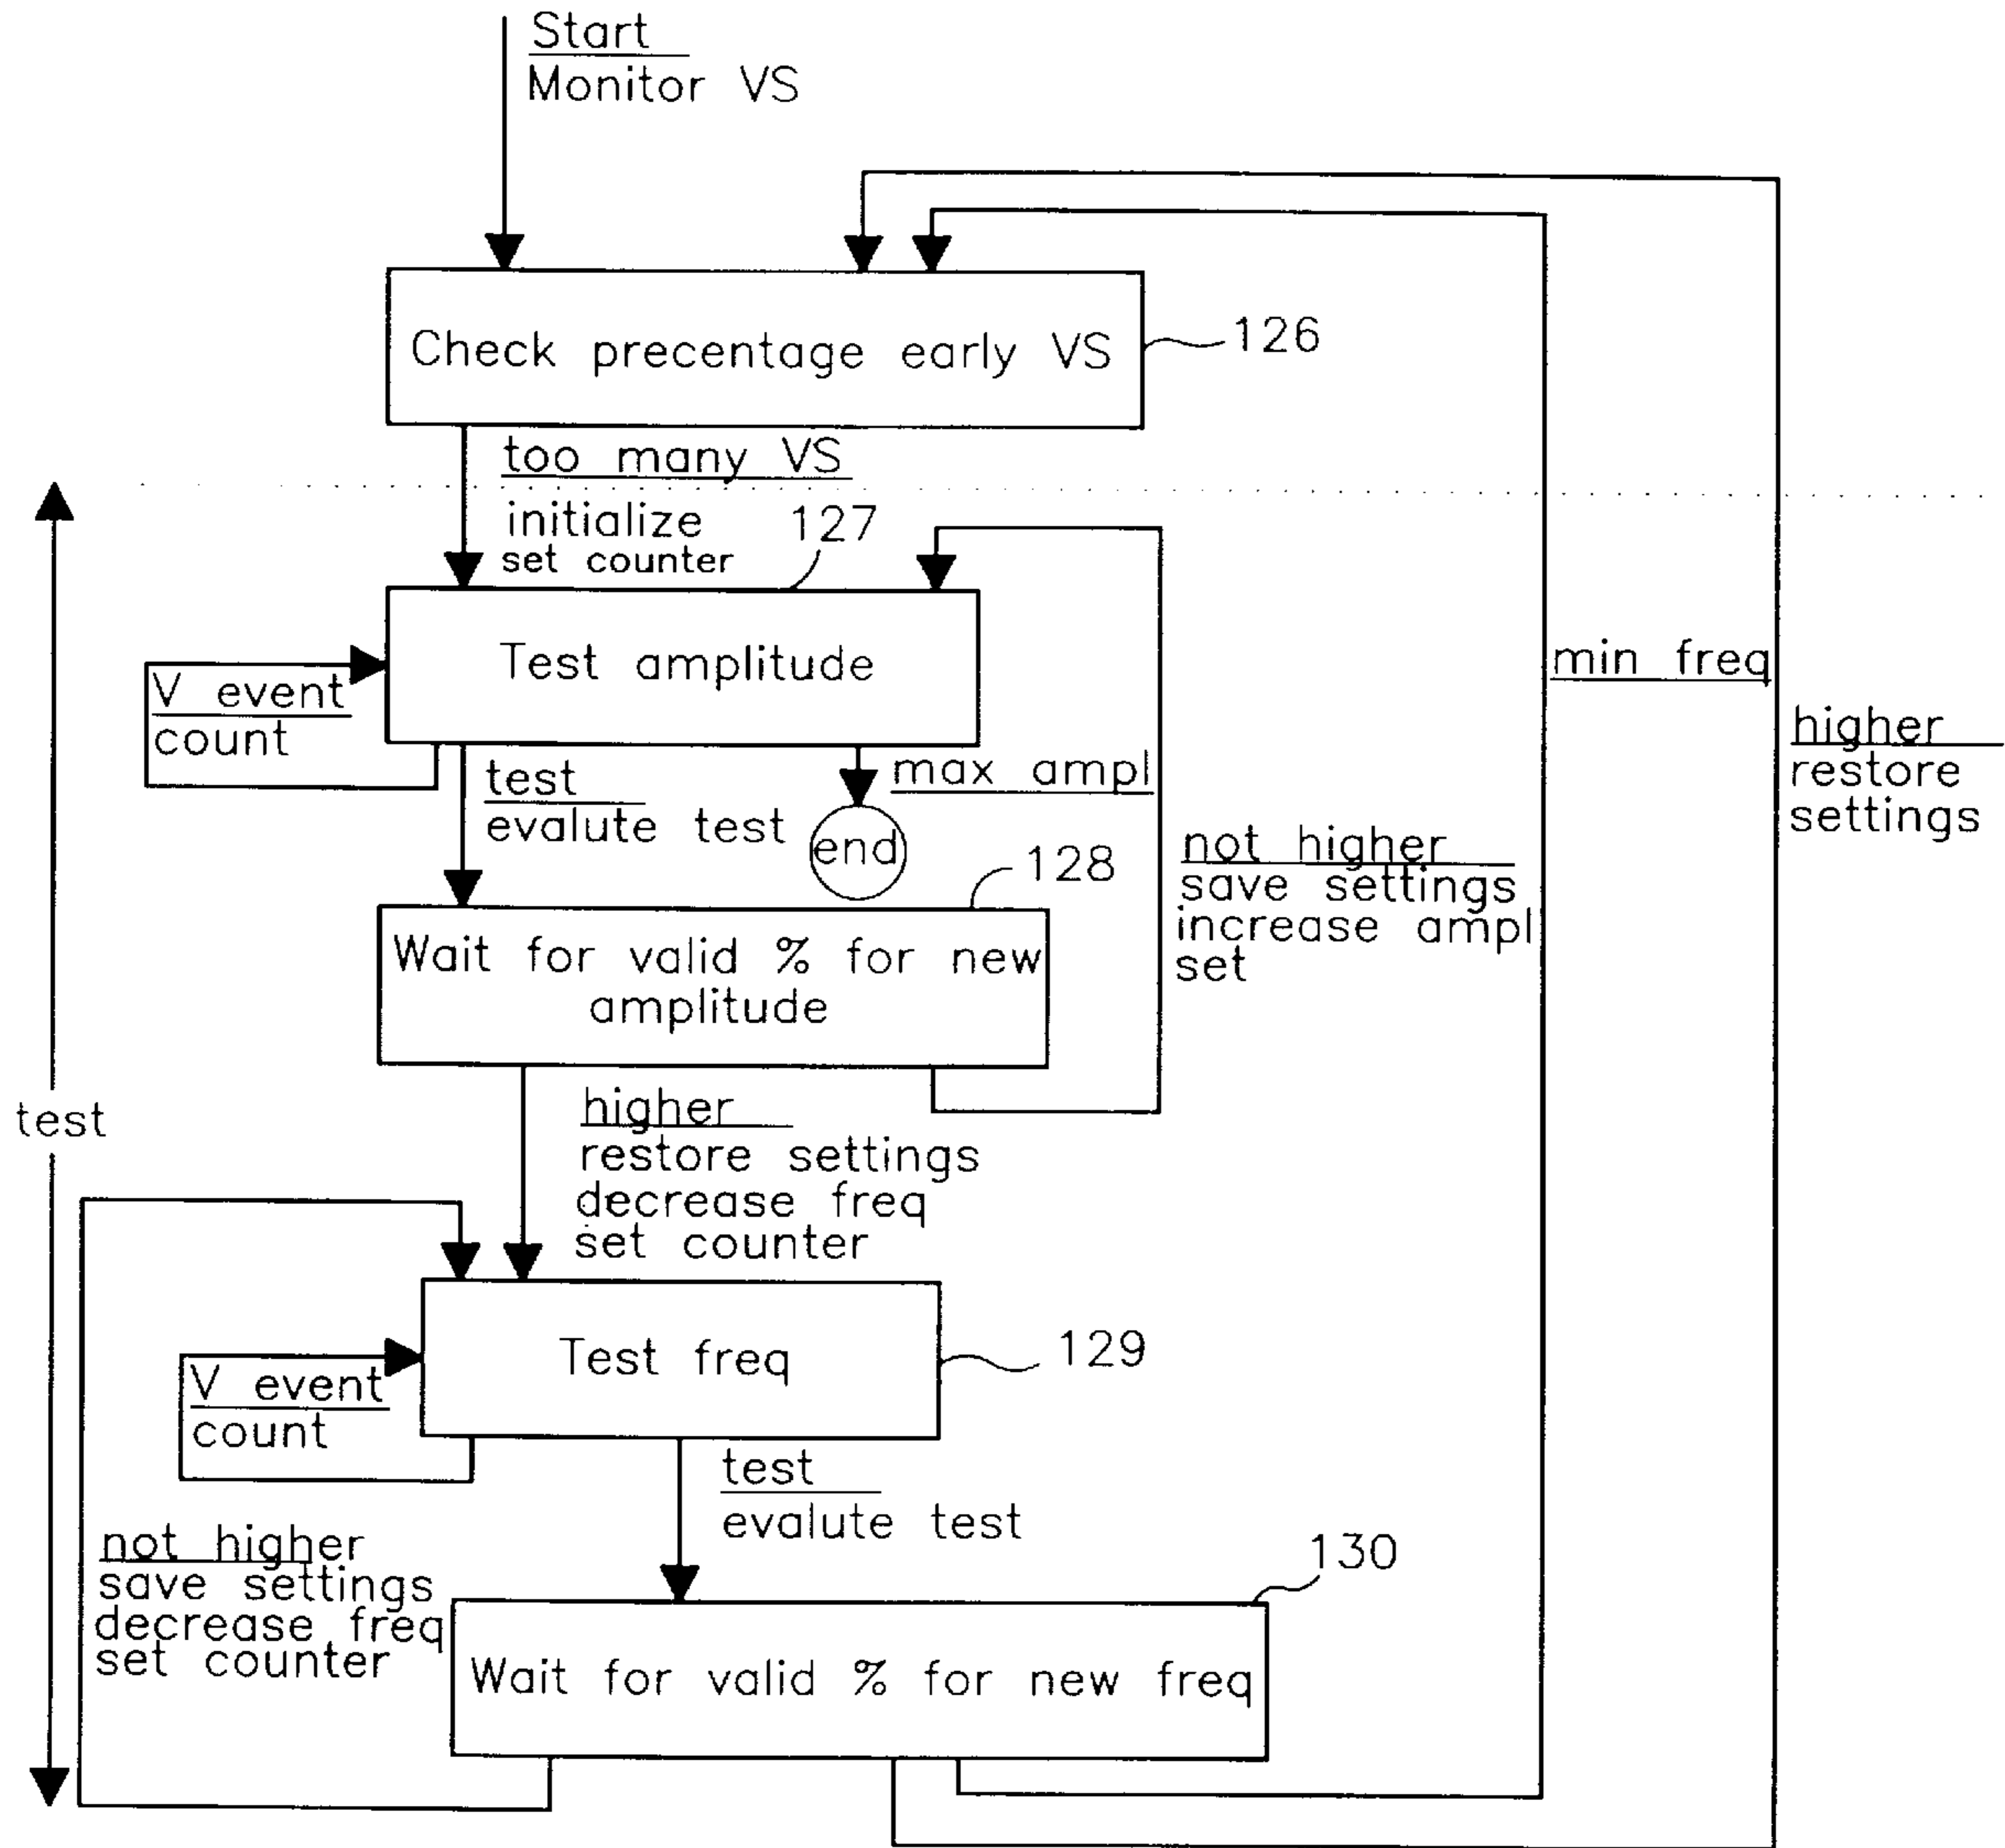 Start
Monitor VS
Check precentage early VS
126
too many VS
initialize
set counter
127
Test amplitude
V event
count
test
evalute test
max ampl
end
min freq
higher
restore
settings
not higher
save settings
increase ampl
set
128
Wait for valid % for new
amplitude
test
higher
restore settings
decrease freq
set counter
Test freq
129
V event
count
test
evalute test
not higher
save settings
decrease freq
set counter
130
Wait for valid % for new freq